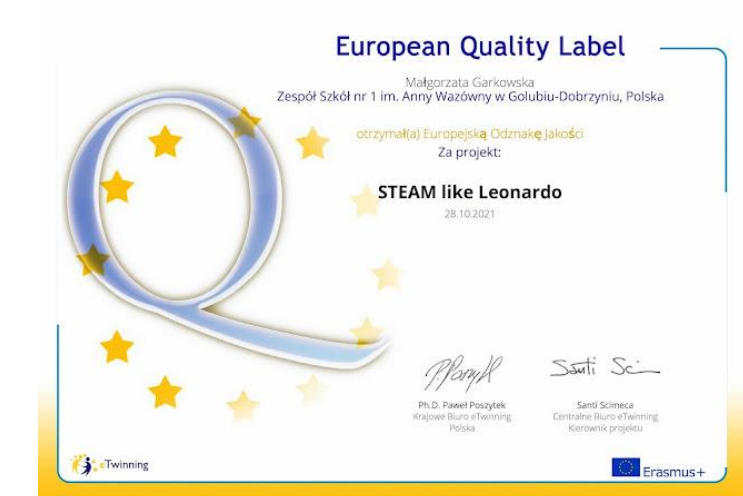 European Quality Label
Małgorzata Garkowska
Zespół Szkół nr 1 im. Anny Wazówny w Golubiu-Dobrzyniu, Polska
otrzymał(a) Europejską Odznakę Jakości
Za projekt:
STEAM like Leonardo
28.10.2021
Ph.D. Paweł Poszytek
Krajowe Biuro eTwinning
Polska
Santi Scimeca
Centralne Biuro eTwinning
Kierownik projektu
eTwinning
Erasmus+